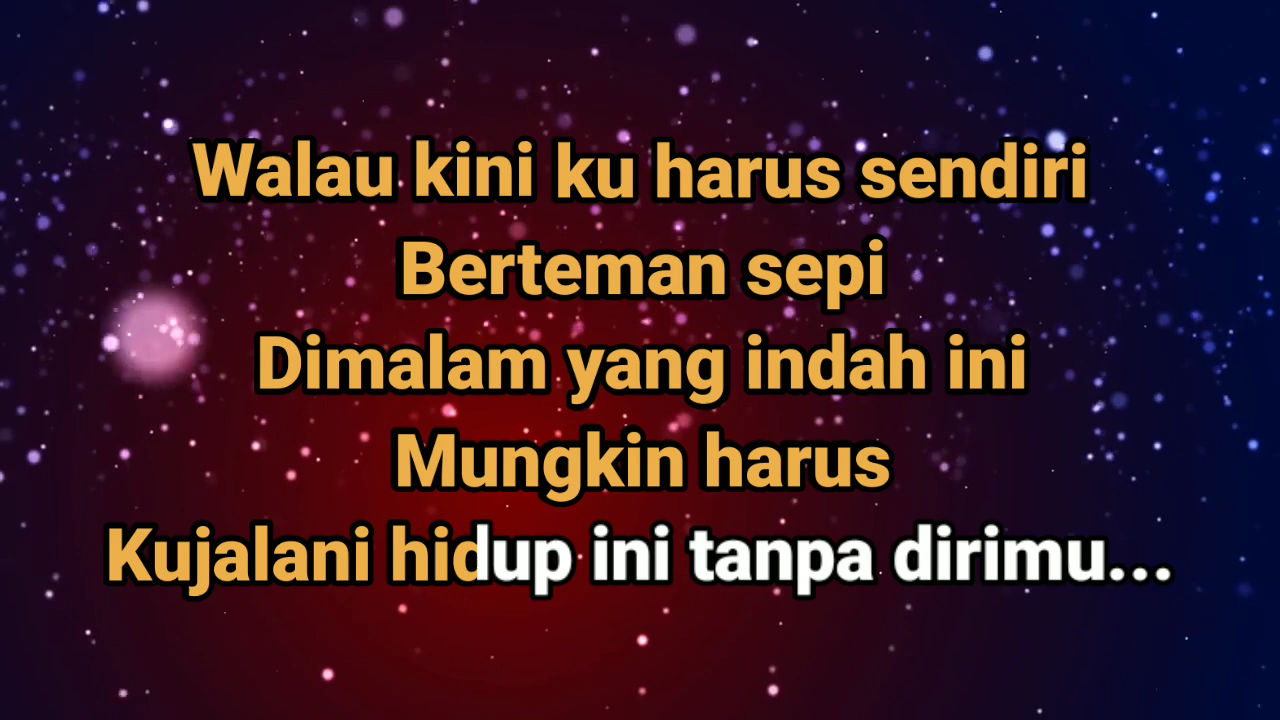 Walau kini ku harus sendiri
Berteman sepi
Dimalam yang indah ini
Mungkin harus
Kujalani hidup ini tanpa dirimu...